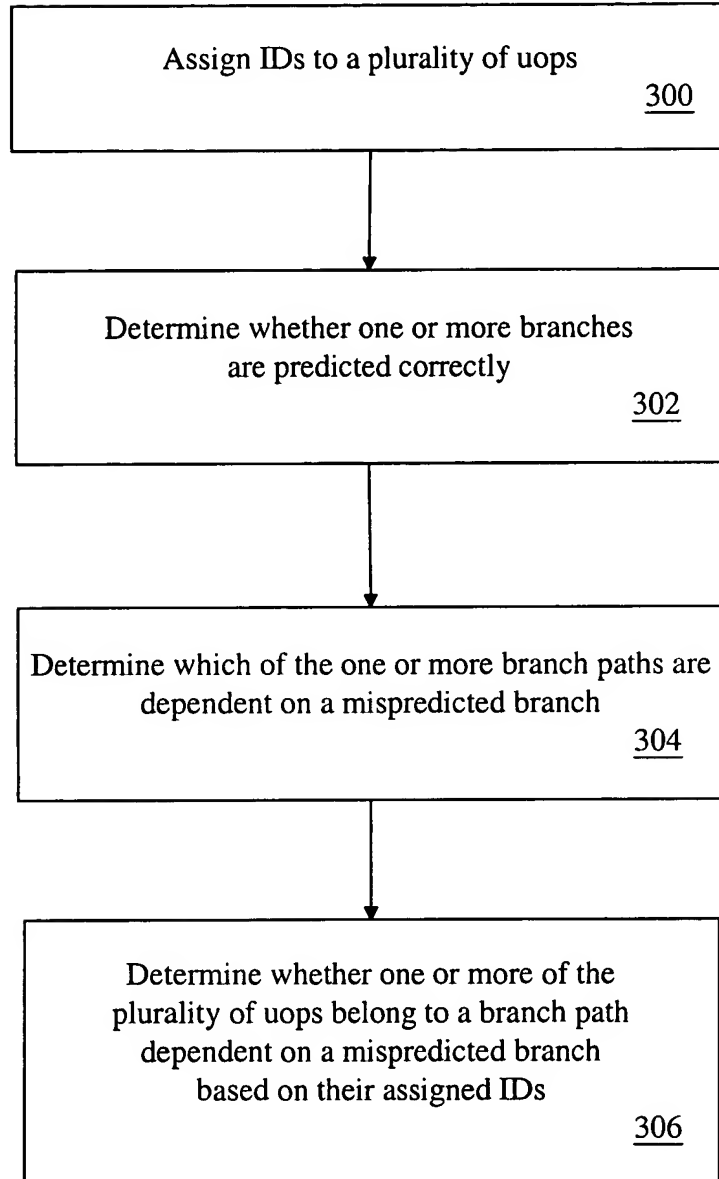 Assign IDs to a plurality of uops
300
Determine whether one or more branches
are predicted correctly
302
Determine which of the one or more branch paths are
dependent on a mispredicted branch
304
Determine whether one or more of the
plurality of uops belong to a branch path
dependent on a mispredicted branch
based on their assigned IDs
306